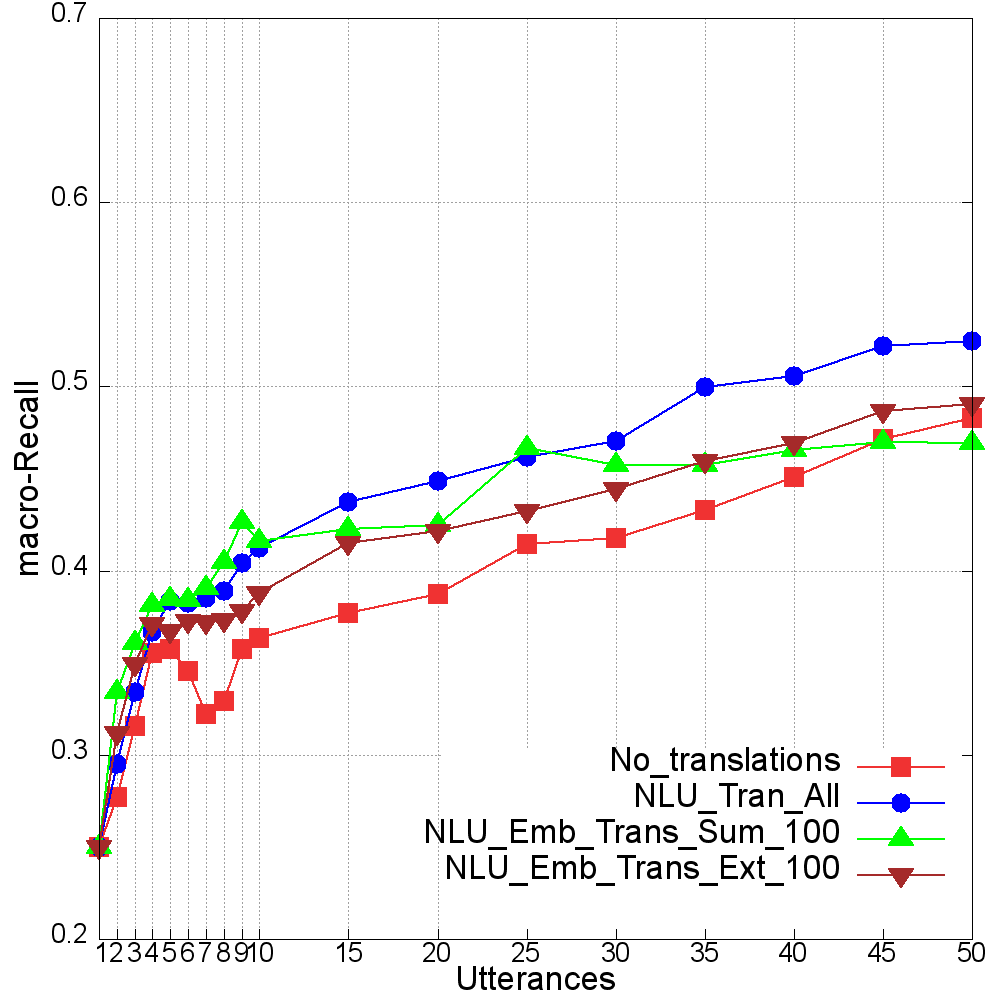 0.7
0.6
0.5
0.4
0.3
0.2
macro-Recall
No_translations
NLU_Tran_All
NLU_Emb_Trans_Sum_100
NLU_Emb_Trans_Ext_100
1 2 3 4 5 6 7 8 9 10 15 20 25 30 35 40 45 50
Utterances